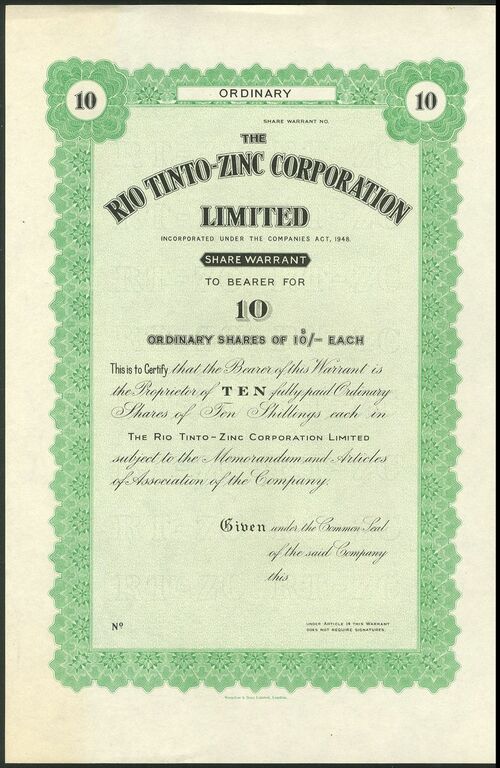 ORDINARY
10
10
SHARE WARRANT NO.
THE
RIO TINTO-ZINC CORPORATION
LIMITED
INCORPORATED UNDER THE COMPANIES ACT, 1948.
SHARE WARRANT
TO BEARER FOR
10
ORDINARY SHARES OF 10s/- EACH
This is to Certify that the Bearer of this Warrant is
the Proprietor of TEN fully paid Ordinary
Shares of Ten Shillings each in
THE RIO TINTO-ZINC CORPORATION LIMITED
subject to the Memorandum and Articles
of Association of the Company.
Given under the Common Seal
of the said Company
this
No
UNDER ARTICLE 14 THIS WARRANT
DOES NOT REQUIRE SIGNATURES.
Limited, London.